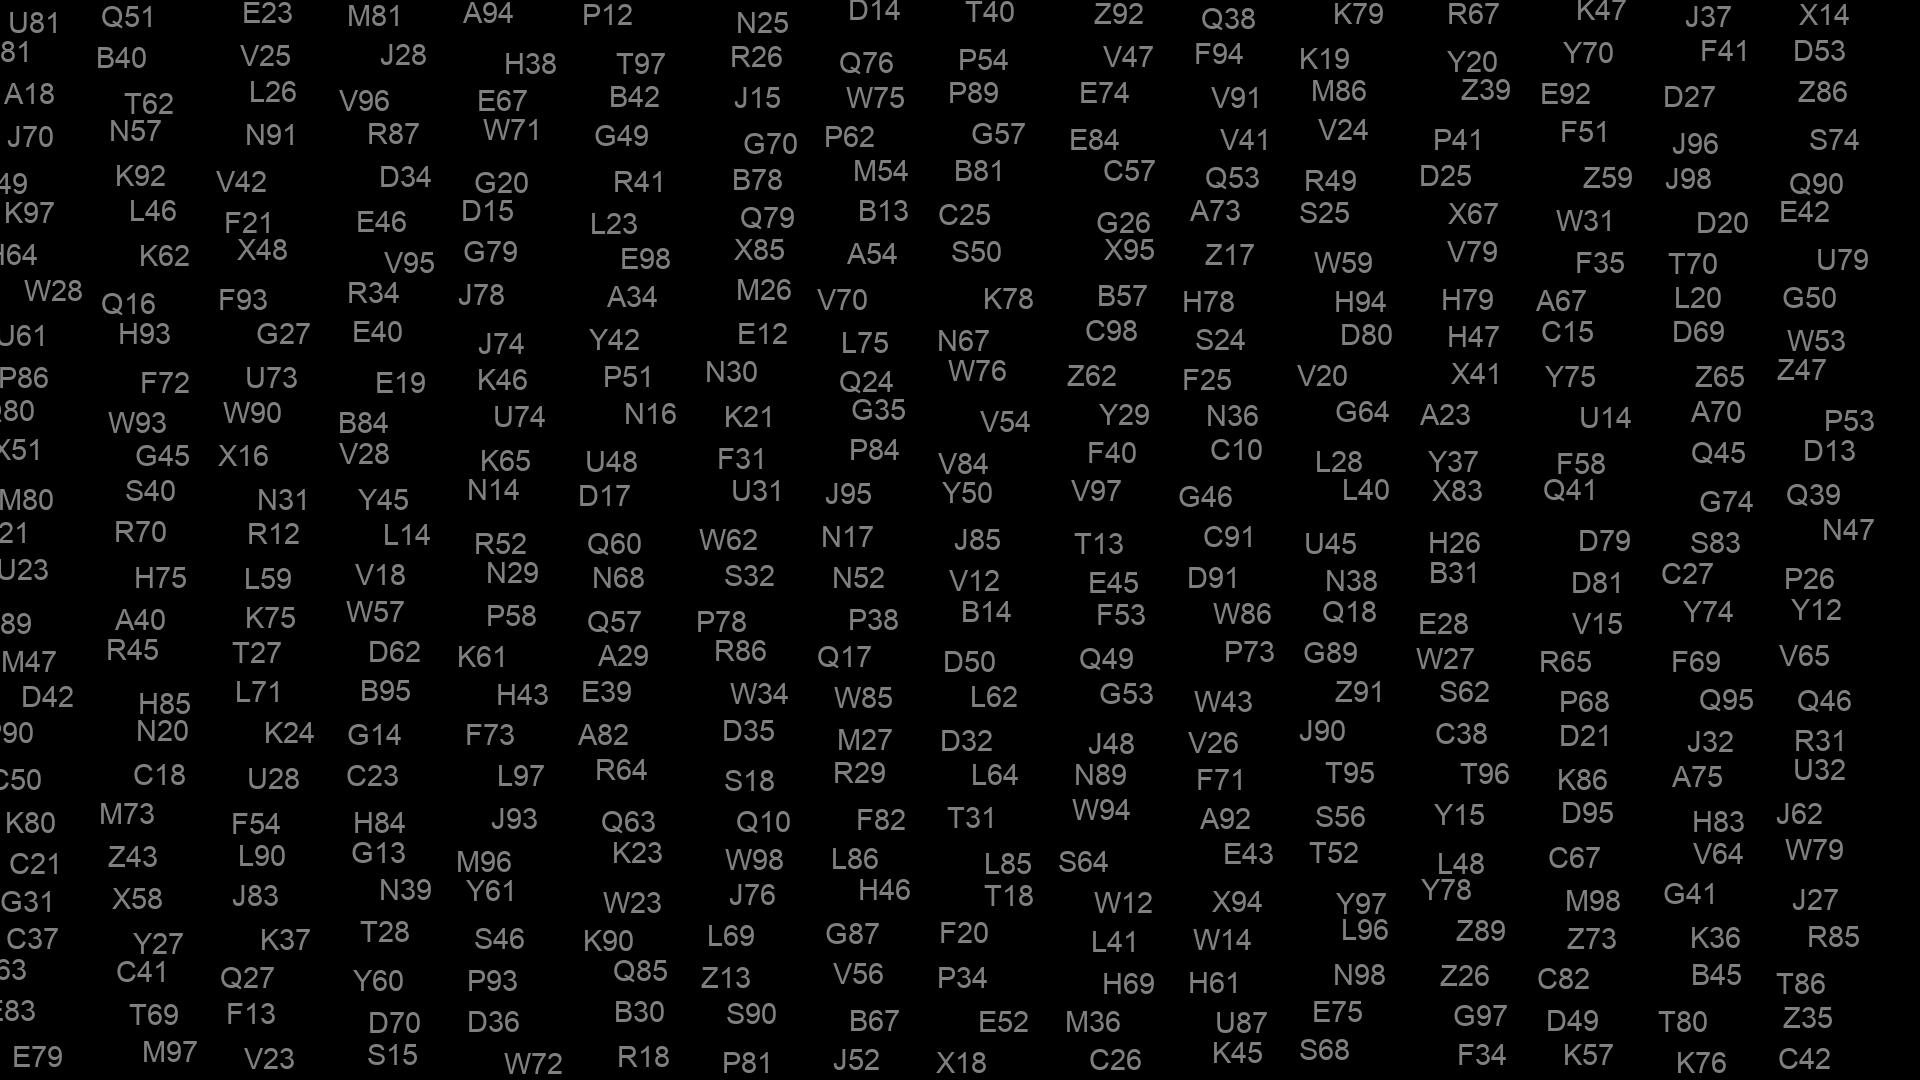 U81 Q51 E23 M81 A94 P12 N25 D14 T40 Z92 Q38 K79 R67 K47 J37 X14
81 B40 V25 J28 H38 T97 R26 Q76 P54 V47 F94 K19 Y20 Y70 F41 D53
A18 T62 L26 V96 E67 B42 J15 W75 P89 E74 V91 M86 Z39 E92 D27 Z86
J70 N57 N91 R87 W71 G49 G70 P62 G57 E84 V41 V24 P41 F51 J96 S74
49 K92 V42 D34 G20 R41 B78 M54 B81 C57 Q53 R49 D25 Z59 J98 Q90
K97 L46 F21 E46 D15 L23 Q79 B13 C25 G26 A73 S25 X67 W31 D20 E42
H64 K62 X48 V95 G79 E98 X85 A54 S50 X95 Z17 W59 V79 F35 T70 U79
W28 Q16 F93 R34 J78 A34 M26 V70 K78 B57 H78 H94 H79 A67 L20 G50
U61 H93 G27 E40 J74 Y42 E12 L75 N67 C98 S24 D80 H47 C15 D69 W53
P86 F72 U73 E19 K46 P51 N30 Q24 W76 Z62 F25 V20 X41 Y75 Z65 Z47
80 W93 W90 B84 U74 N16 K21 G35 V54 Y29 N36 G64 A23 U14 A70 P53
X51 G45 X16 V28 K65 U48 F31 P84 V84 F40 C10 L28 Y37 F58 Q45 D13
M80 S40 N31 Y45 N14 D17 U31 J95 Y50 V97 G46 L40 X83 Q41 G74 Q39
21 R70 R12 L14 R52 Q60 W62 N17 J85 T13 C91 U45 H26 D79 S83 N47
U23 H75 L59 V18 N29 N68 S32 N52 V12 E45 D91 N38 B31 D81 C27 P26
89 A40 K75 W57 P58 Q57 P78 P38 B14 F53 W86 Q18 E28 V15 Y74 Y12
M47 R45 T27 D62 K61 A29 R86 Q17 D50 Q49 P73 G89 W27 R65 F69 V65
D42 H85 L71 B95 H43 E39 W34 W85 L62 G53 W43 Z91 S62 P68 Q95 Q46
90 N20 K24 G14 F73 A82 D35 M27 D32 J48 V26 J90 C38 D21 J32 R31
C50 C18 U28 C23 L97 R64 S18 R29 L64 N89 F71 T95 T96 K86 A75 U32
K80 M73 F54 H84 J93 Q63 Q10 F82 T31 W94 A92 S56 Y15 D95 H83 J62
C21 Z43 L90 G13 M96 K23 W98 L86 L85 S64 E43 T52 L48 C67 V64 W79
G31 X58 J83 N39 Y61 W23 J76 H46 T18 W12 X94 Y97 Y78 M98 G41 J27
C37 Y27 K37 T28 S46 K90 L69 G87 F20 L41 W14 L96 Z89 Z73 K36 R85
63 C41 Q27 Y60 P93 Q85 Z13 V56 P34 H69 H61 N98 Z26 C82 B45 T86
E83 T69 F13 D70 D36 B30 S90 B67 E52 M36 U87 E75 G97 D49 T80 Z35
E79 M97 V23 S15 W72 R18 P81 J52 X18 C26 K45 S68 F34 K57 K76 C42